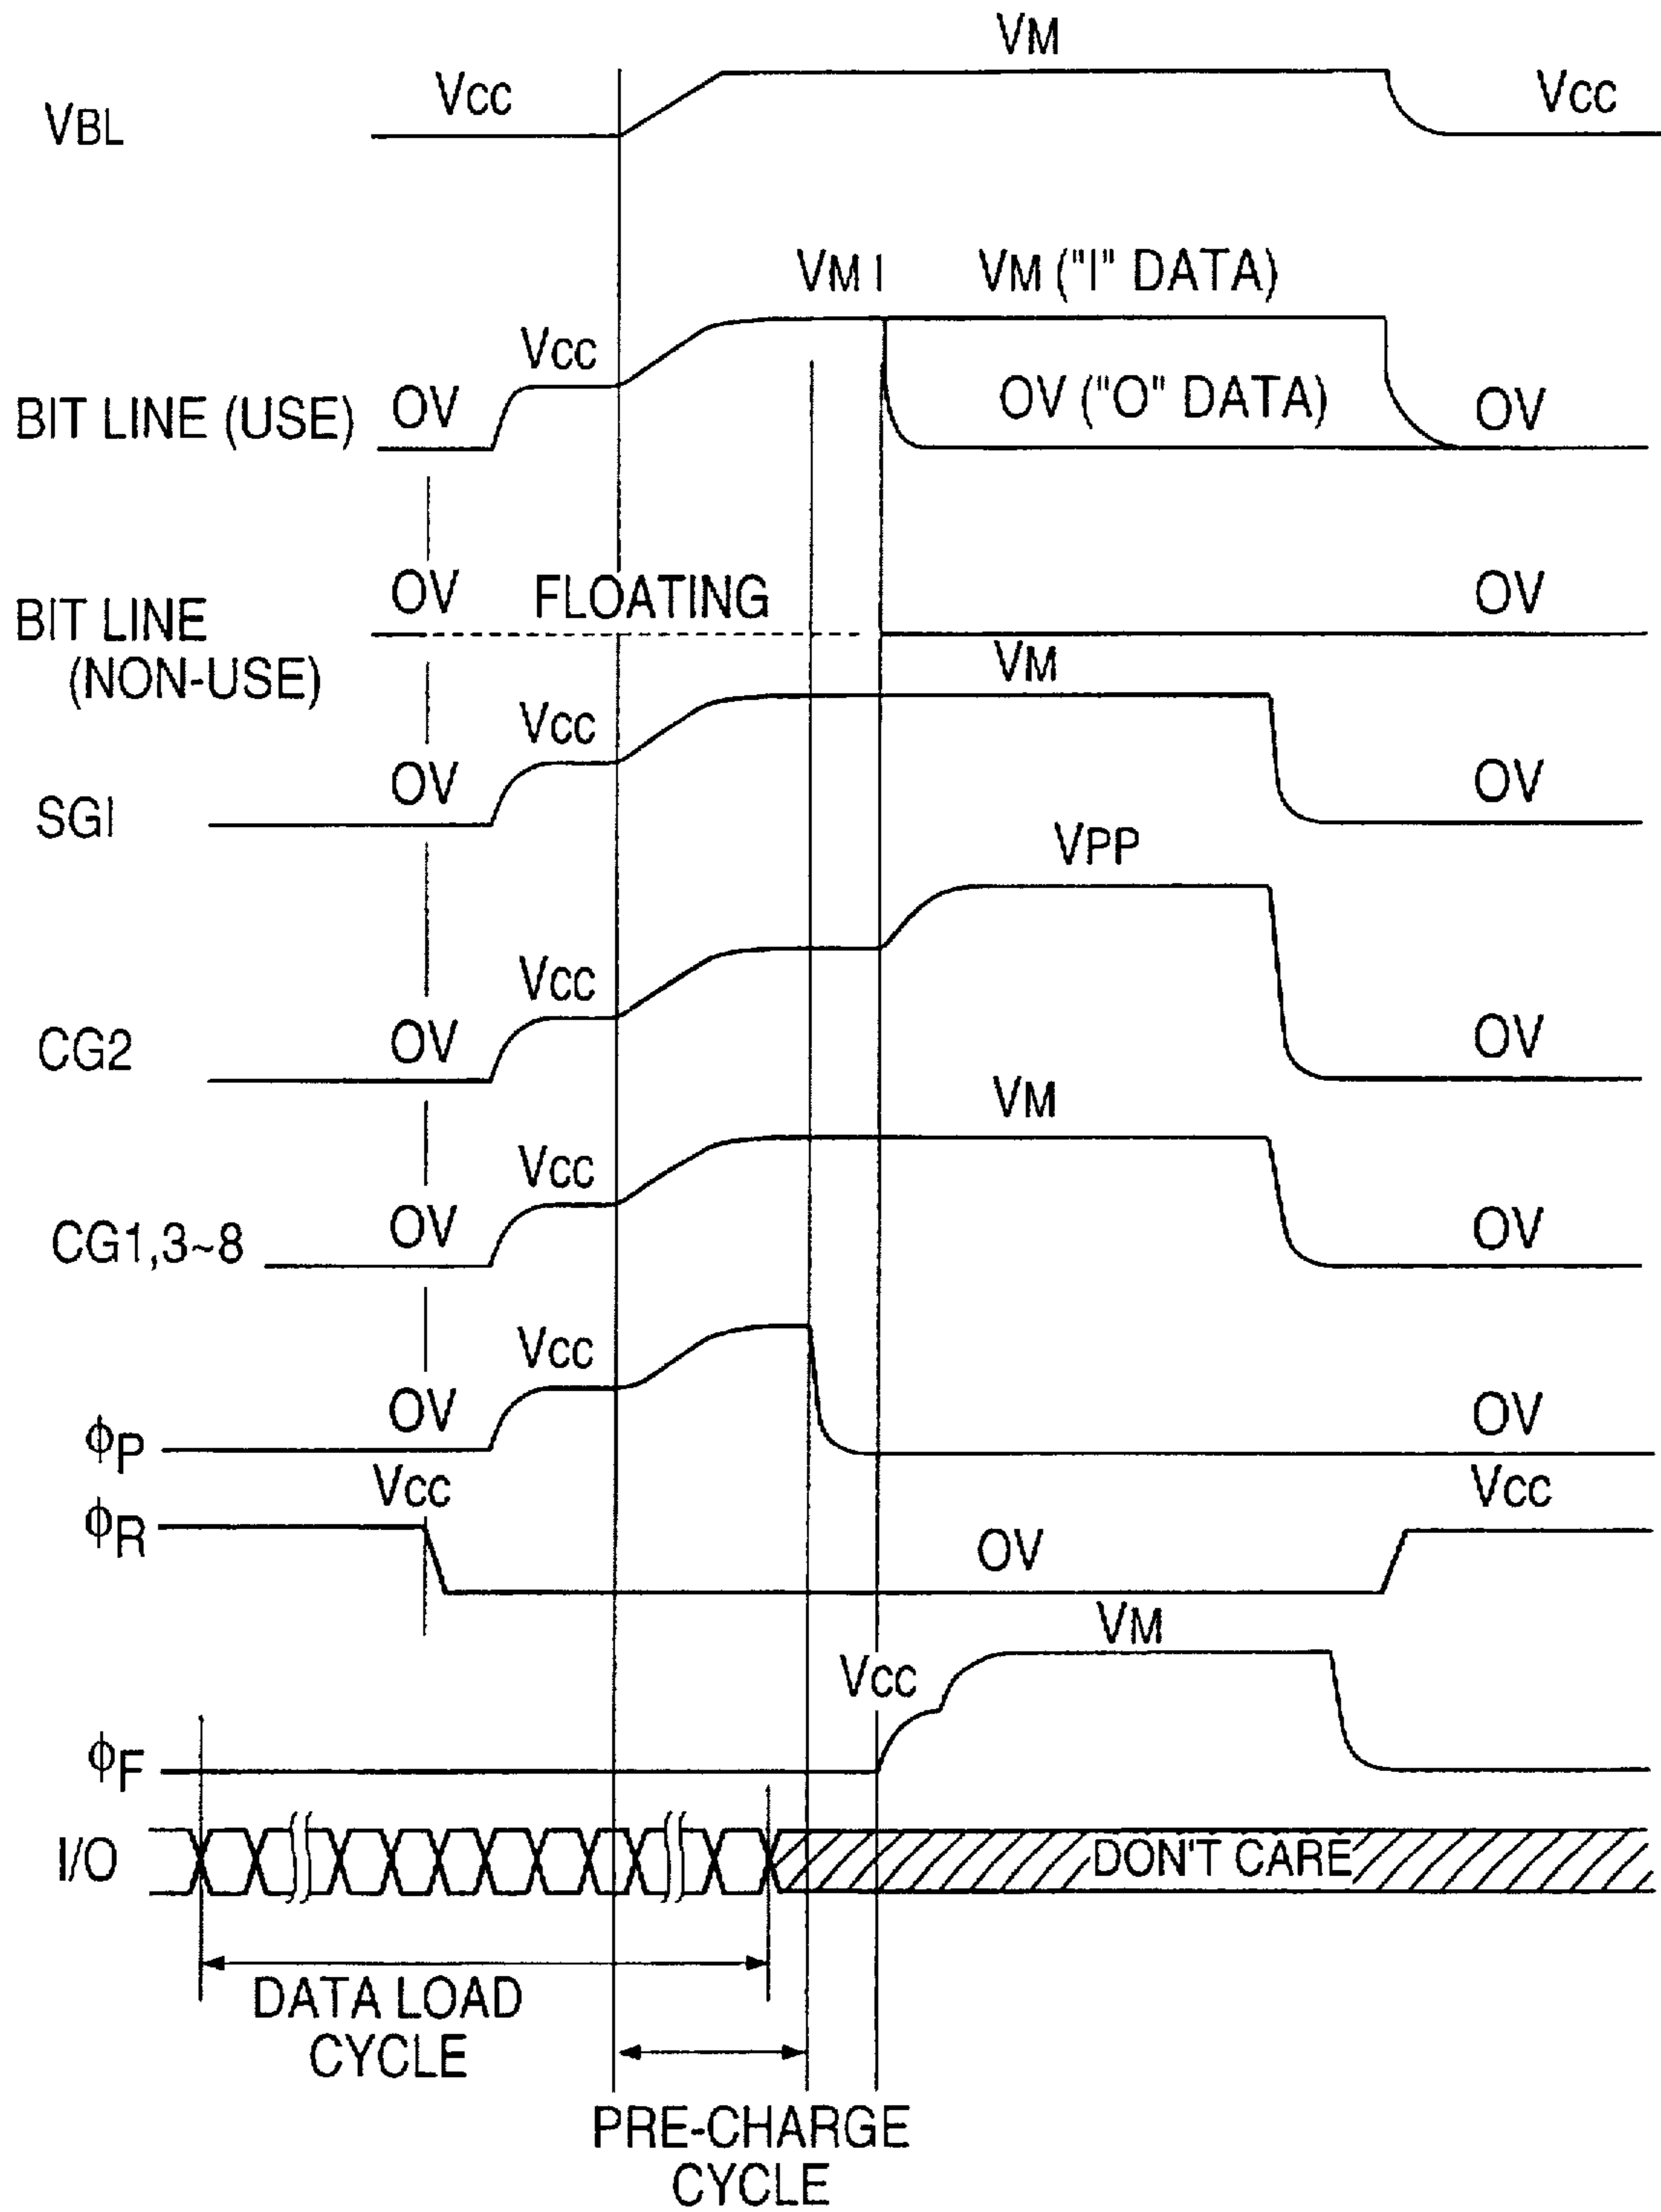 VM
VCC
VCC
VBL
VM I
VM ("I" DATA)
VCC
OV
OV ("O" DATA)
OV
BIT LINE (USE)
OV
FLOATING
OV
BIT LINE
(NON-USE)
VM
VCC
OV
OV
SGI
VPP
VCC
OV
OV
CG2
VM
VCC
OV
OV
CG1,3~8
VCC
OV
OV
ϕP
VCC
VCC
ϕR
OV
VM
VCC
ϕF
I/O
DON'T CARE
DATA LOAD
CYCLE
PRE-CHARGE
CYCLE